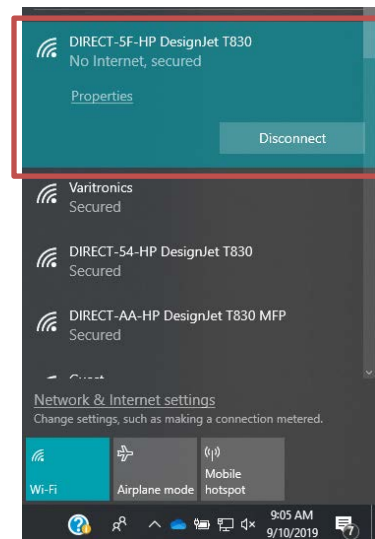 DIRECT-5F-HP DesignJet T830
No Internet, secured
Properties
Disconnect
Varitronics
Secured
DIRECT-54-HP DesignJet T830
Secured
DIRECT-AA-HP DesignJet T830 MFP
Secured
Network & Internet settings
Change settings, such as making a connection metered.
Wi-Fi
Airplane mode
Mobile
hotspot
9:05 AM
9/10/2019
7